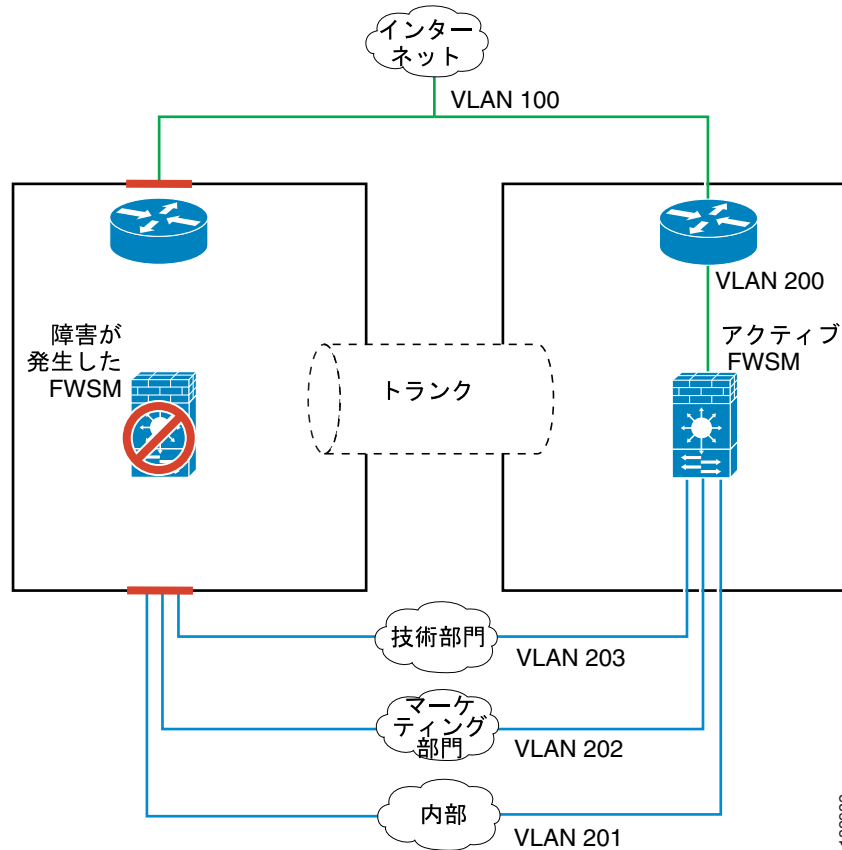 インター
ネット
VLAN 100
VLAN 200
障害が
発生した
FWSM
アクティブ
FWSM
トランク
技術部門
VLAN 203
マーケ
ティング
部門
VLAN 202
内部
VLAN 201